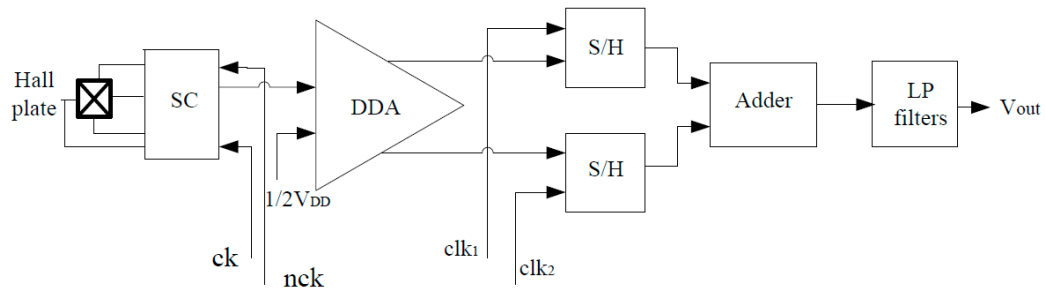 Hall
plate
SC
DDA
1/2VDD
ck
nck
clk1
clk2
S/H
S/H
Adder
LP
filters
Vout